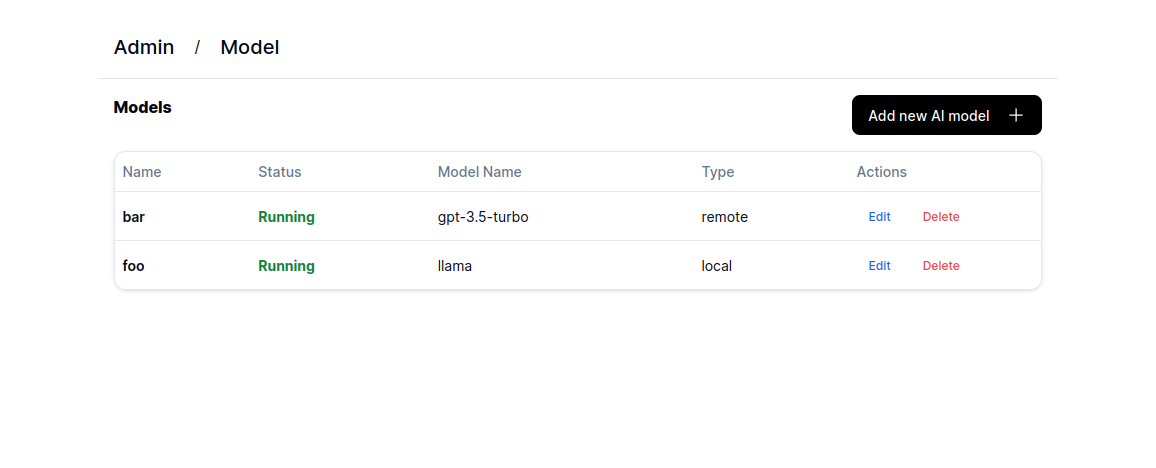 Admin / Model
Models
Add new AI model
Name Status Model Name Type Actions
bar Running gpt-3.5-turbo remote Edit Delete
foo Running llama local Edit Delete